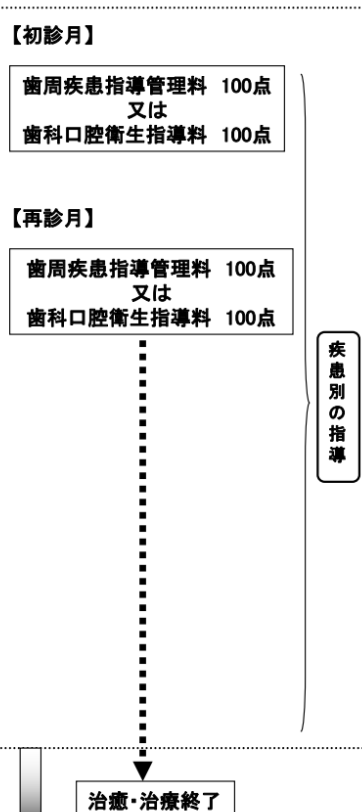 【初診月】
歯周疾患指導管理料 100点
又は
歯科口腔衛生指導料 100点
【再診月】
歯周疾患指導管理料 100点
又は
歯科口腔衛生指導料 100点
疾患別の指導
治癒・治療終了